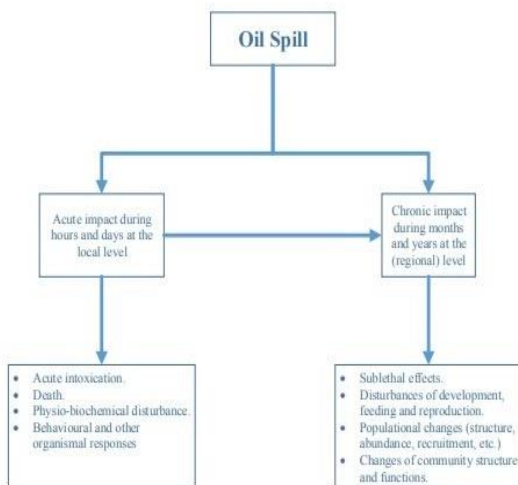 Oil Spill
Acute impact during
hours and days at the
local level
Chronic impact
during months
and years at the
(regional) level
• Acute intoxication.
• Death.
• Physio-biochemical disturbance.
• Behavioural and other
organismal responses
• Sublethal effects.
• Disturbances of development,
feeding and reproduction.
• Populational changes (structure,
abundance, recruitment, etc.)
• Changes of community structure
and functions.